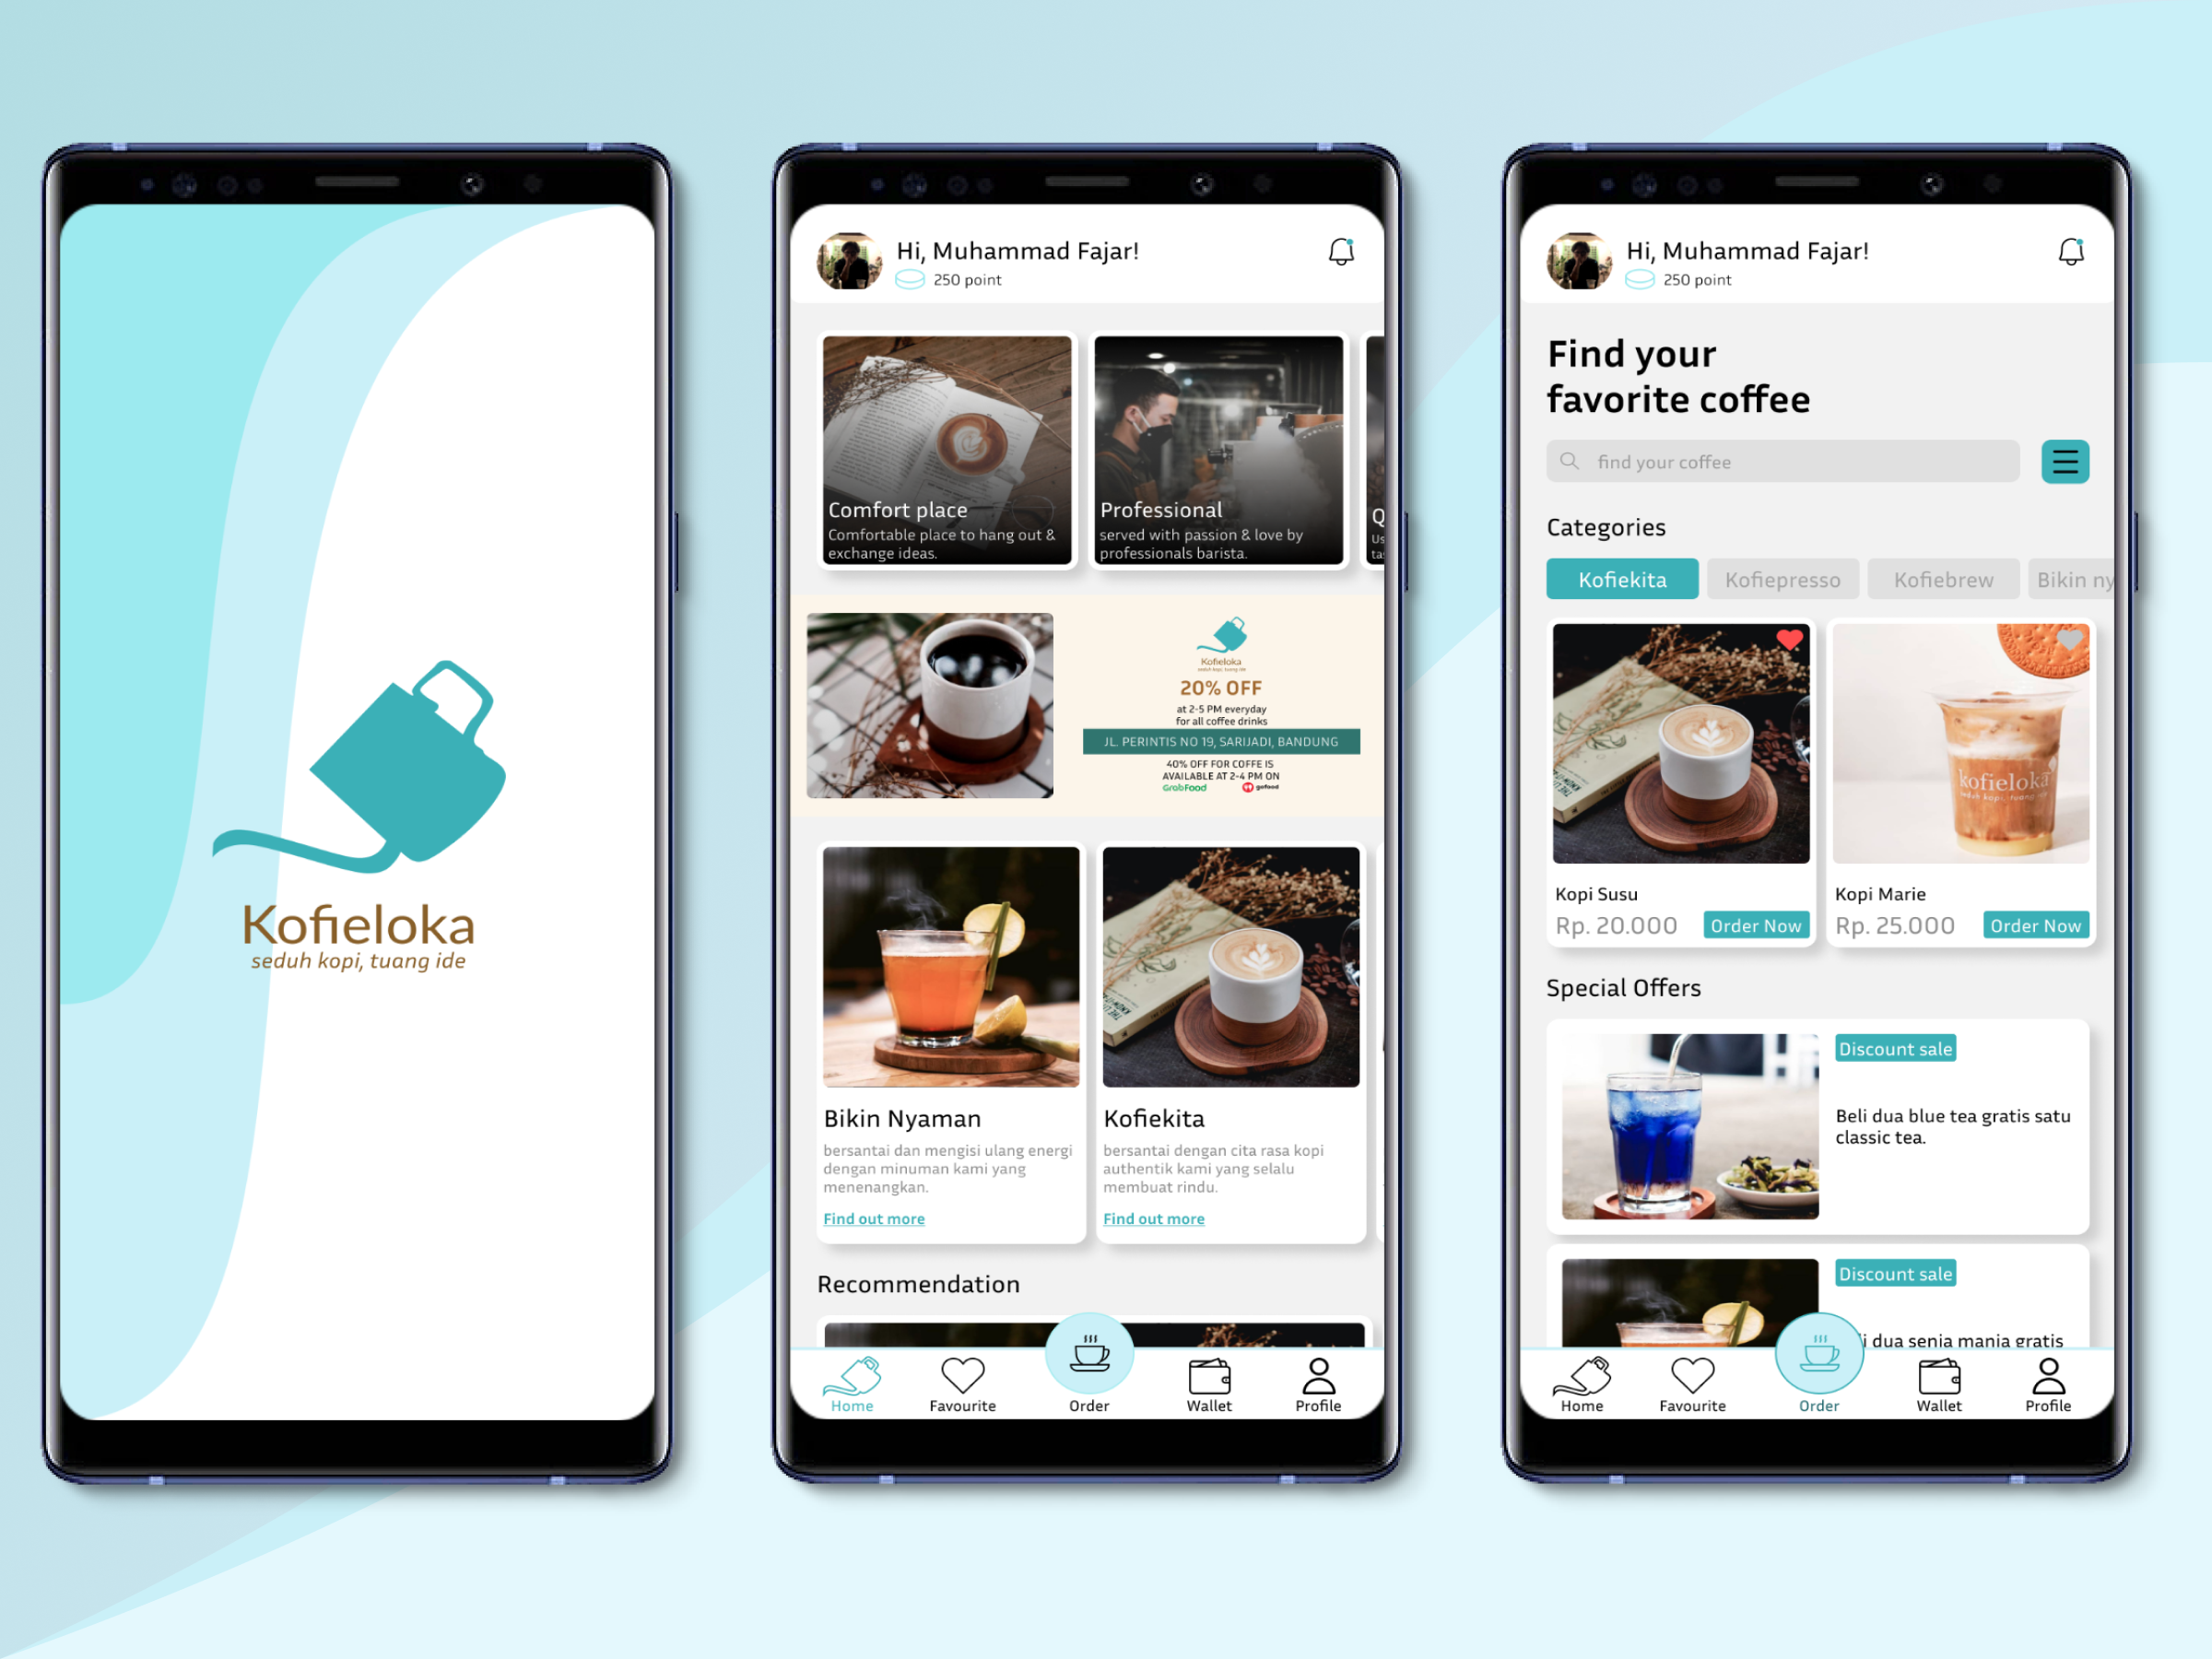 Kofieloka
seduh kopi, tuang ide
Hi, Muhammad Fajar!
250 point
Comfort place
Comfortable place to hang out &
exchange ideas.
Professional
served with passion & love by
professionals barista.
Q
Us
ta
Kofieloka
seduh kopi, tuang ide
20% OFF
at 2-5 PM everyday
for all coffee drinks
JL. PERINTIS NO 19, SARIJADI, BANDUNG
40% OFF FOR COFFE IS
AVAILABLE AT 2-4 PM ON
GrabFood
gofood
Bikin Nyaman
bersantai dan mengisi ulang energi
dengan minuman kami yang
menenangkan.
Find out more
Kofiekita
bersantai dengan cita rasa kopi
authentik kami yang selalu
membuat rindu.
Find out more
Recommendation
Home
Favourite
Order
Wallet
Profile
Hi, Muhammad Fajar!
250 point
Find your
favorite coffee
find your coffee
Categories
Kofiekita
Kofiepresso
Kofiebrew
Bikin ny
kofieloka
seduh kopi, tuang ide
Kopi Susu
Rp. 20.000
Order Now
Kopi Marie
Rp. 25.000
Order Now
Special Offers
Discount sale
Beli dua blue tea gratis satu
classic tea.
Discount sale
i dua senja mania gratis
Home
Favourite
Order
Wallet
Profile